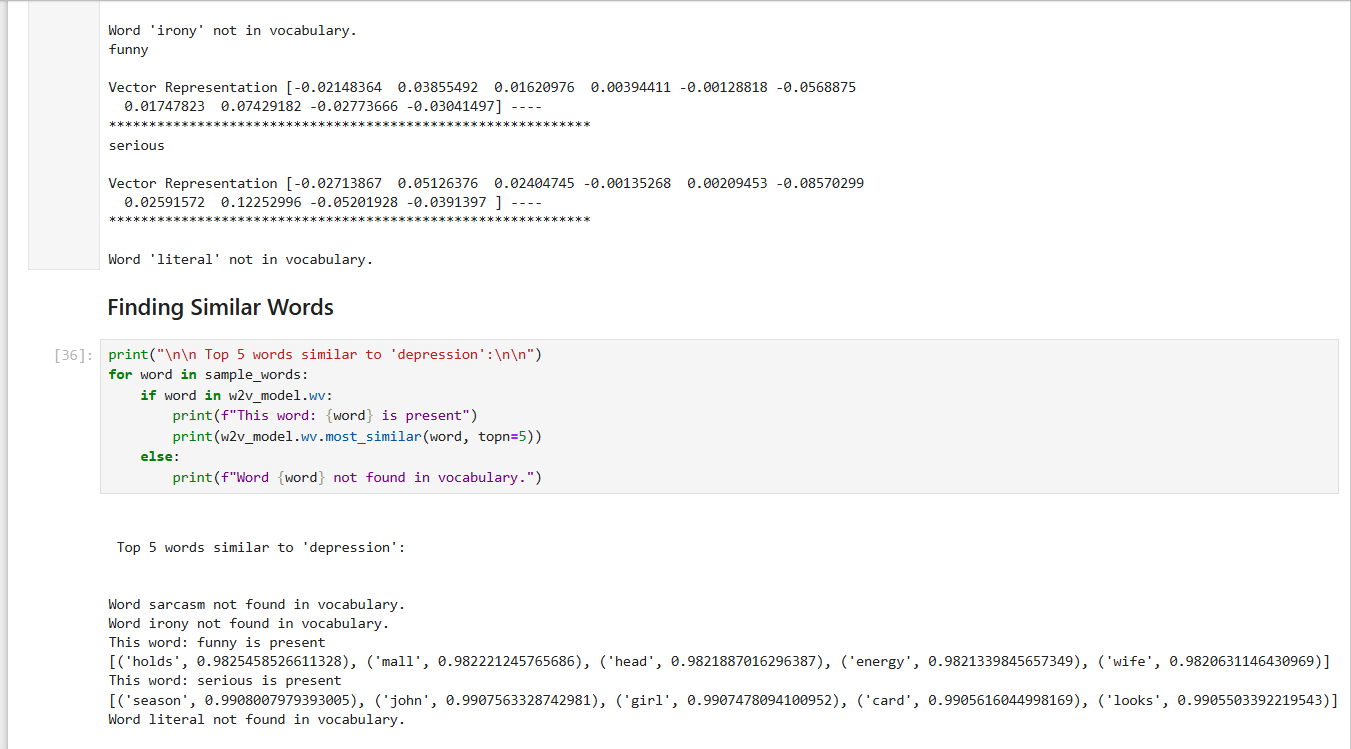 Word 'irony' not in vocabulary.
funny
Vector Representation [-0.02148364  0.03855492  0.01620976  0.00394411 -0.00128818 -0.0568875
  0.01747823  0.07429182 -0.02773666 -0.03041497] ----
************************************************************
serious
Vector Representation [-0.02713867  0.05126376  0.02404745 -0.00135268  0.00209453 -0.08570299
  0.02591572  0.12252996 -0.05201928 -0.0391397 ] ----
************************************************************
Word 'literal' not in vocabulary.
Finding Similar Words
[36]: print("\n\n Top 5 words similar to 'depression':\n\n")
for word in sample_words:
    if word in w2v_model.wv:
        print(f"This word: {word} is present")
        print(w2v_model.wv.most_similar(word, topn=5))
    else:
        print(f"Word {word} not found in vocabulary.")
 Top 5 words similar to 'depression':
Word sarcasm not found in vocabulary.
Word irony not found in vocabulary.
This word: funny is present
[('holds', 0.9825458526611328), ('mall', 0.982221245765686), ('head', 0.9821887016296387), ('energy', 0.9821339845657349), ('wife', 0.9820631146430969)]
This word: serious is present
[('season', 0.9908007979393005), ('john', 0.9907563328742981), ('girl', 0.9907478094100952), ('card', 0.9905616044998169), ('looks', 0.9905503392219543)]
Word literal not found in vocabulary.